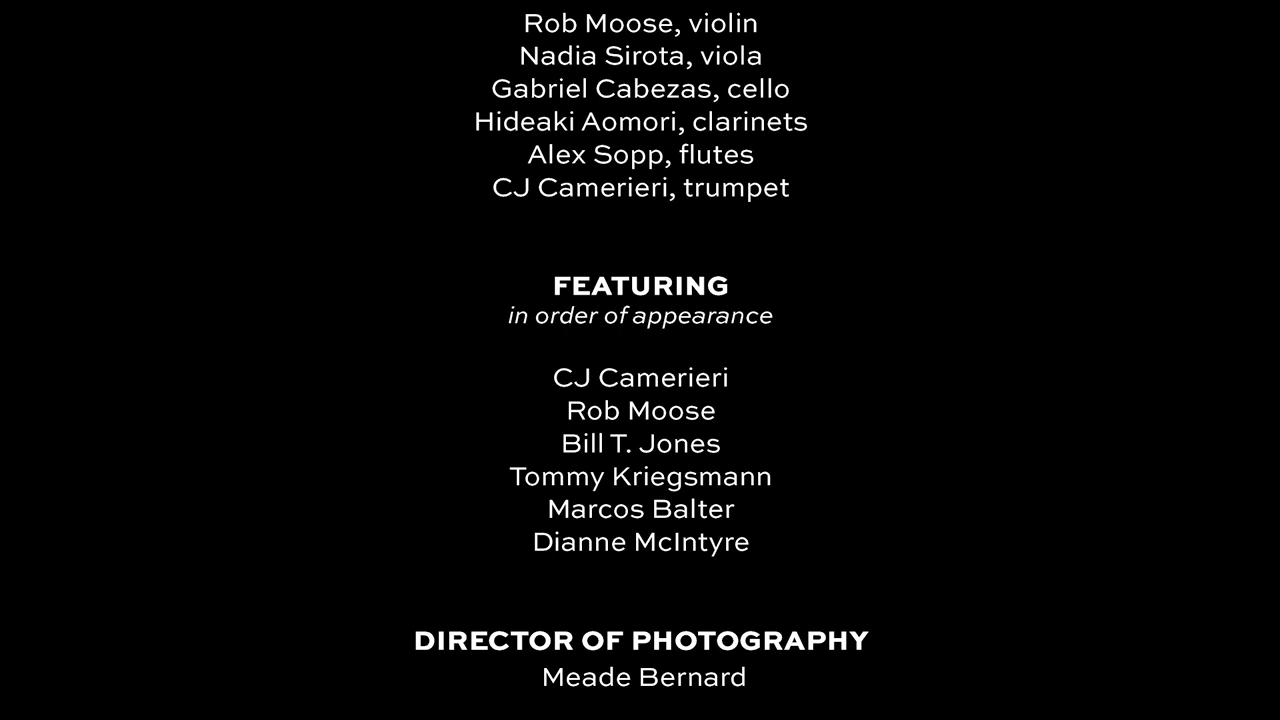 Rob Moose, violin
Nadia Sirota, viola
Gabriel Cabezas, cello
Hideaki Aomori, clarinets
Alex Sopp, flutes
CJ Camerieri, trumpet
FEATURING
in order of appearance
CJ Camerieri
Rob Moose
Bill T. Jones
Tommy Kriegsmann
Marcos Balter
Dianne McIntyre
DIRECTOR OF PHOTOGRAPHY
Meade Bernard